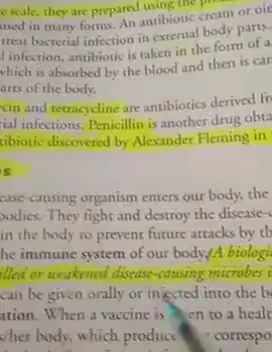 e scale, they are prepared using the
used in many forms. An antibiotic cream or
treat bacterial infection in external body parts.
l infection, antibiotic is taken in the form of a
which is absorbed by the blood and then is car
arts of the body.
cin and tetracycline are antibiotics derived fr
ial infections. Penicillin is another drug obta
tibiotic discovered by Alexander Fleming in
s
ease-causing organism enters our body, the
bodies. They fight and destroy the disease-
in the body to prevent future attacks by th
he immune system of our body. A biologi
illed or weakened disease-causing microbes
can be given orally or in cted into the b
ation. When a vaccine is en to a healt
s/her body, which produce correspo